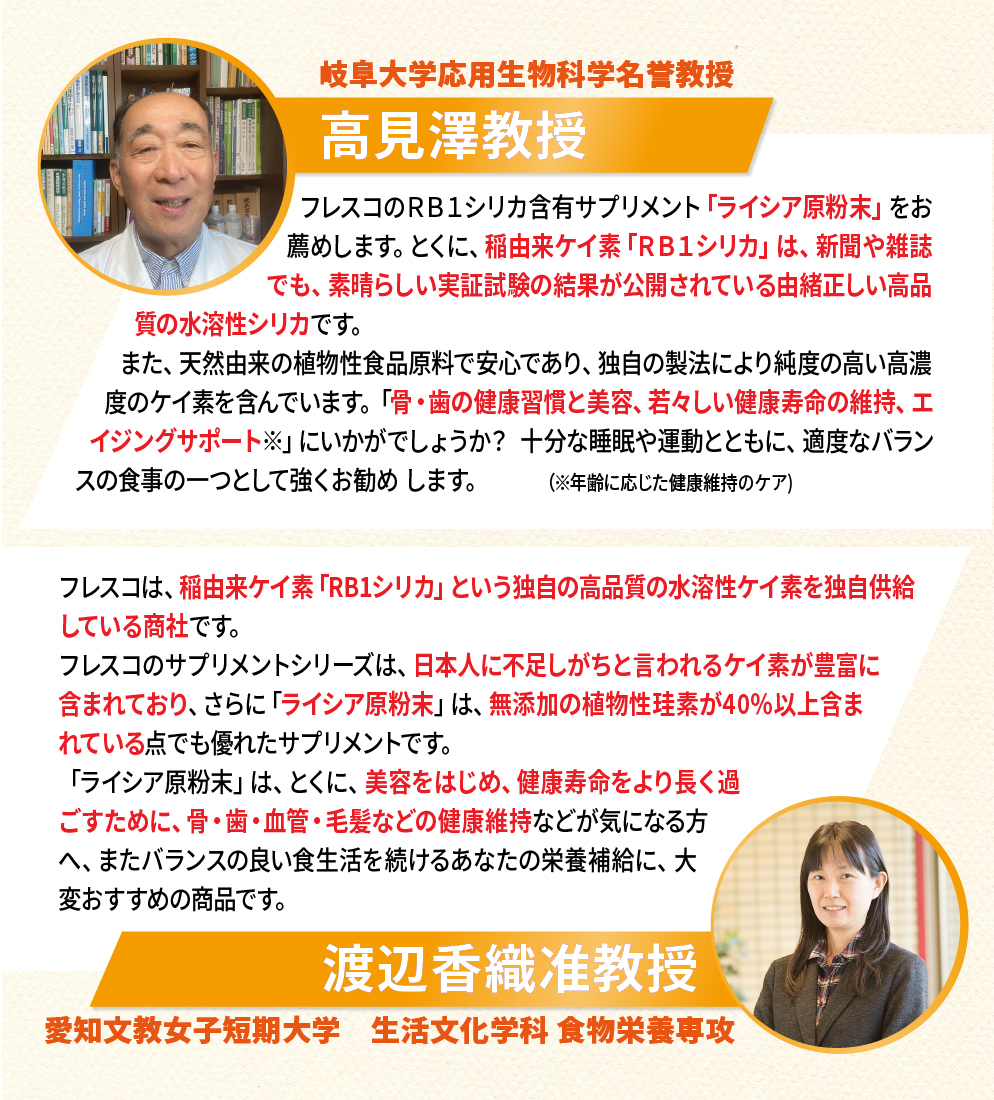 岐阜大学応用生物科学名誉教授
高見澤教授
フレスコのRB1シリカ含有サプリメント「ライシア原粉末」をお
薦めします。とくに、稲由来ケイ素「RB1シリカ」は、新聞や雑誌
でも、素晴らしい実証試験の結果が公開されている由緒正しい高品
質の水溶性シリカです。
また、天然由来の植物性食品原料で安心であり、独自の製法により純度の高い高濃
度のケイ素を含んでいます。「骨・歯の健康習慣と美容、若々しい健康寿命の維持、エ
イジングサポート※」にいかがでしょうか？ 十分な睡眠や運動とともに、適度なバラン
スの食事の一つとして強くお勧め します。 (※年齢に応じた健康維持のケア)
フレスコは、稲由来ケイ素「RB1シリカ」という独自の高品質の水溶性ケイ素を独自供給
している商社です。
フレスコのサプリメントシリーズは、日本人に不足しがちと言われるケイ素が豊富に
含まれており、さらに「ライシア原粉末」は、無添加の植物性珪素が40％以上含ま
れている点でも優れたサプリメントです。
「ライシア原粉末」は、とくに、美容をはじめ、健康寿命をより長く過
ごすために、骨・歯・血管・毛髪などの健康維持などが気になる方
へ、またバランスの良い食生活を続けるあなたの栄養補給に、大
変おすすめの商品です。
渡辺香織准教授
愛知文教女子短期大学 生活文化学科 食物栄養専攻